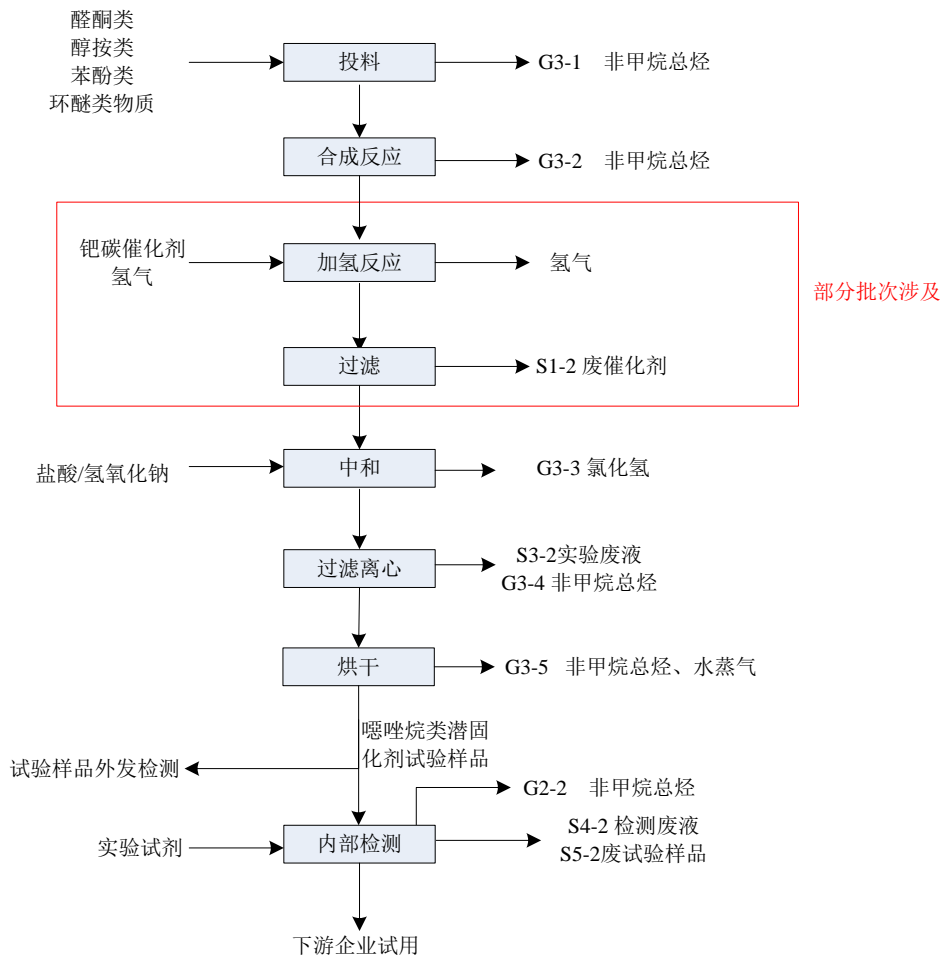 醛酮类
醇按类
苯酚类
环醚类物质
投料
G3-1 非甲烷总烃
合成反应
G3-2 非甲烷总烃
钯碳催化剂
氢气
加氢反应
氢气
部分批次涉及
过滤
S1-2 废催化剂
盐酸/氢氧化钠
中和
G3-3 氯化氢
过滤离心
S3-2实验废液
G3-4 非甲烷总烃
烘干
G3-5 非甲烷总烃、水蒸气
噁唑烷类潜固
化剂试验样品
试验样品外发检测
G2-2 非甲烷总烃
实验试剂
内部检测
S4-2 检测废液
S5-2废试验样品
下游企业试用